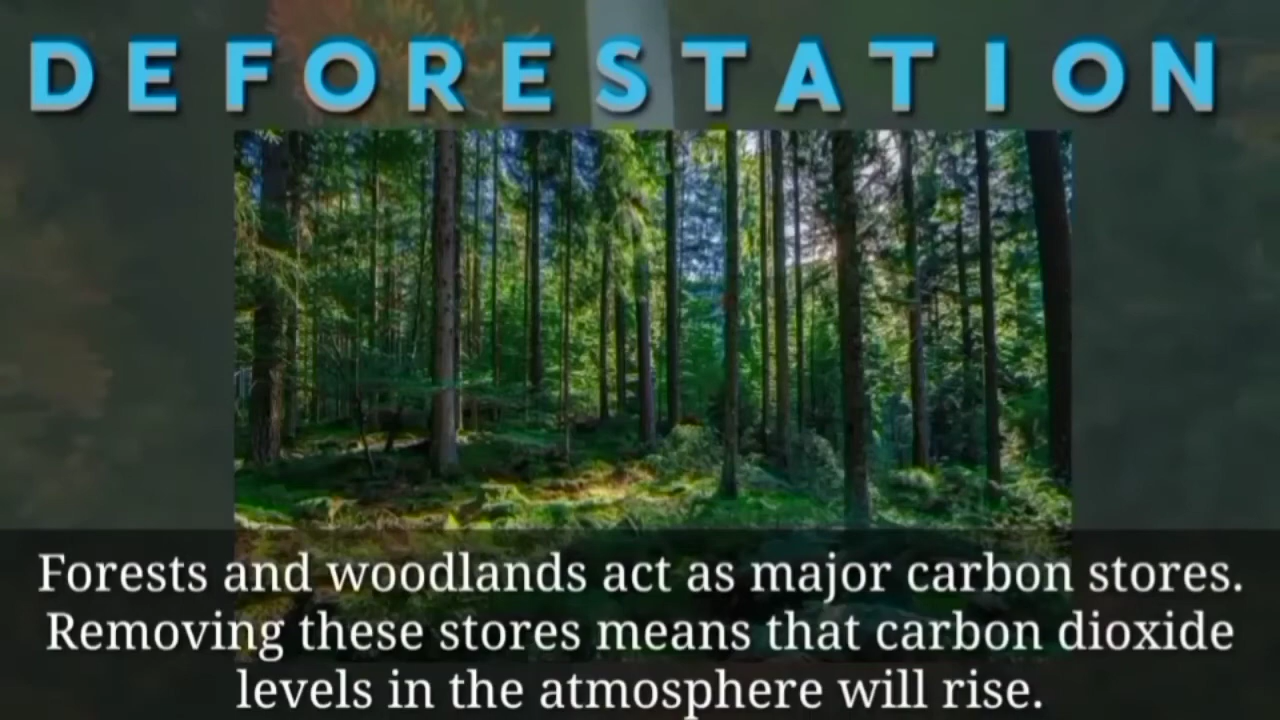 DEFORESTATION
Forests and woodlands act as major carbon stores.
Removing these stores means that carbon dioxide
levels in the atmosphere will rise.